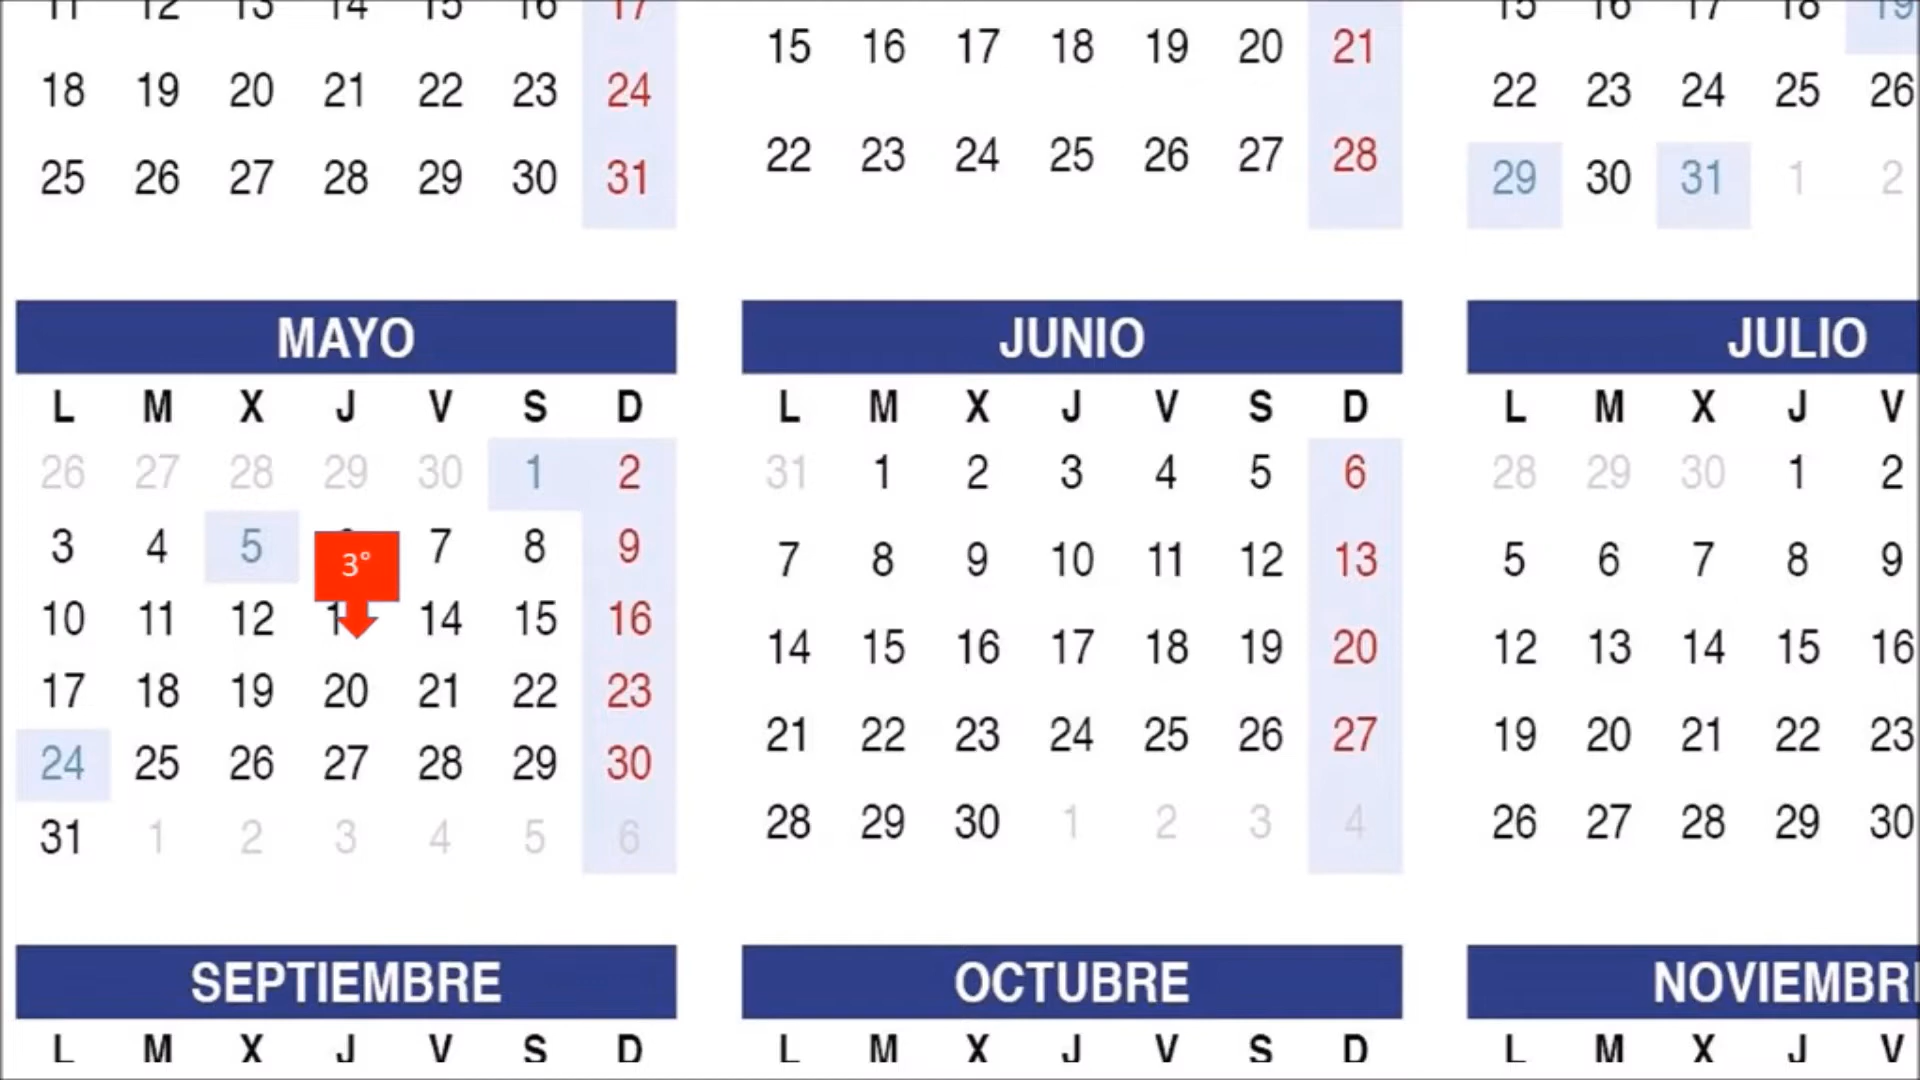 11 12 13 14 15 16 17
18 19 20 21 22 23 24
25 26 27 28 29 30 31
15 16 17 18 19 20 21
22 23 24 25 26 27 28
15 16 17 18 19
22 23 24 25 26
29 30 31 1 2
MAYO
L M X J V S D
26 27 28 29 30 1 2
3 4 5 7 8 9
3°
10 11 12 14 15 16
17 18 19 20 21 22 23
24 25 26 27 28 29 30
31 1 2 3 4 5 6
JUNIO
L M X J V S D
31 1 2 3 4 5 6
7 8 9 10 11 12 13
14 15 16 17 18 19 20
21 22 23 24 25 26 27
28 29 30 1 2 3 4
JULIO
L M X J V
28 29 30 1 2
5 6 7 8 9
12 13 14 15 16
19 20 21 22 23
26 27 28 29 30
SEPTIEMBRE
L M X J V S D
OCTUBRE
L M X J V S D
NOVIEMBR
L M X J V